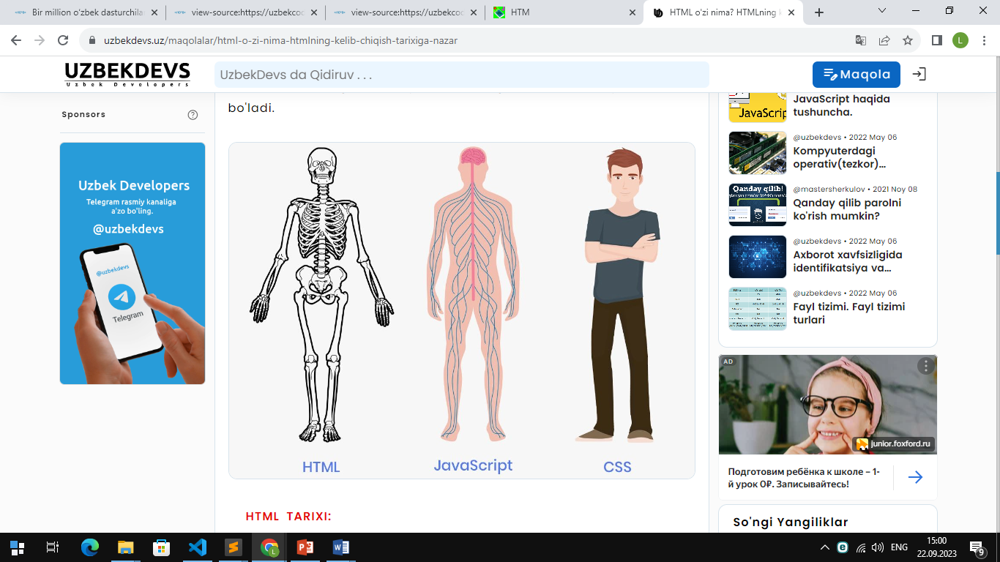 Bir million o'zbek dasturchila
view-source:https://uzbekcoc
view-source:https://uzbekcoc
HTM
HTML o'zi nima? HTMLning k
uzbekdevs.uz/maqolalar/html-o-zi-nima-htmlning-kelib-chiqish-tarixiga-nazar
L
UZBEKDEVS
Uzbek Developers
UzbekDevs da Qidiruv . . .
Maqola
Sponsors
Uzbek Developers
Telegram rasmiy kanaliga
a'zo bo'ling.
@uzbekdevs
@uzbekdevs
Telegram
bo'ladi.
HTML
JavaScript
CSS
HTML TARIXI:
JavaScript
JavaScript haqida
tushuncha.
@uzbekdevs • 2022 May 06
Kompyuterdagi
operativ(tezkor)...
Qanday qilib!
@mastersherkulov • 2021 Noy 08
Qanday qilib parolni
ko'rish mumkin?
@uzbekdevs • 2022 May 06
Axborot xavfsizligida
identifikatsiya va...
@uzbekdevs • 2022 May 06
Fayl tizimi. Fayl tizimi
turlari
AD
junior.foxford.ru
Подготовим ребёнка к школе – 1-
й урок 0₽. Записывайтесь!
So'ngi Yangiliklar
L
ENG
15:00
22.09.2023
9